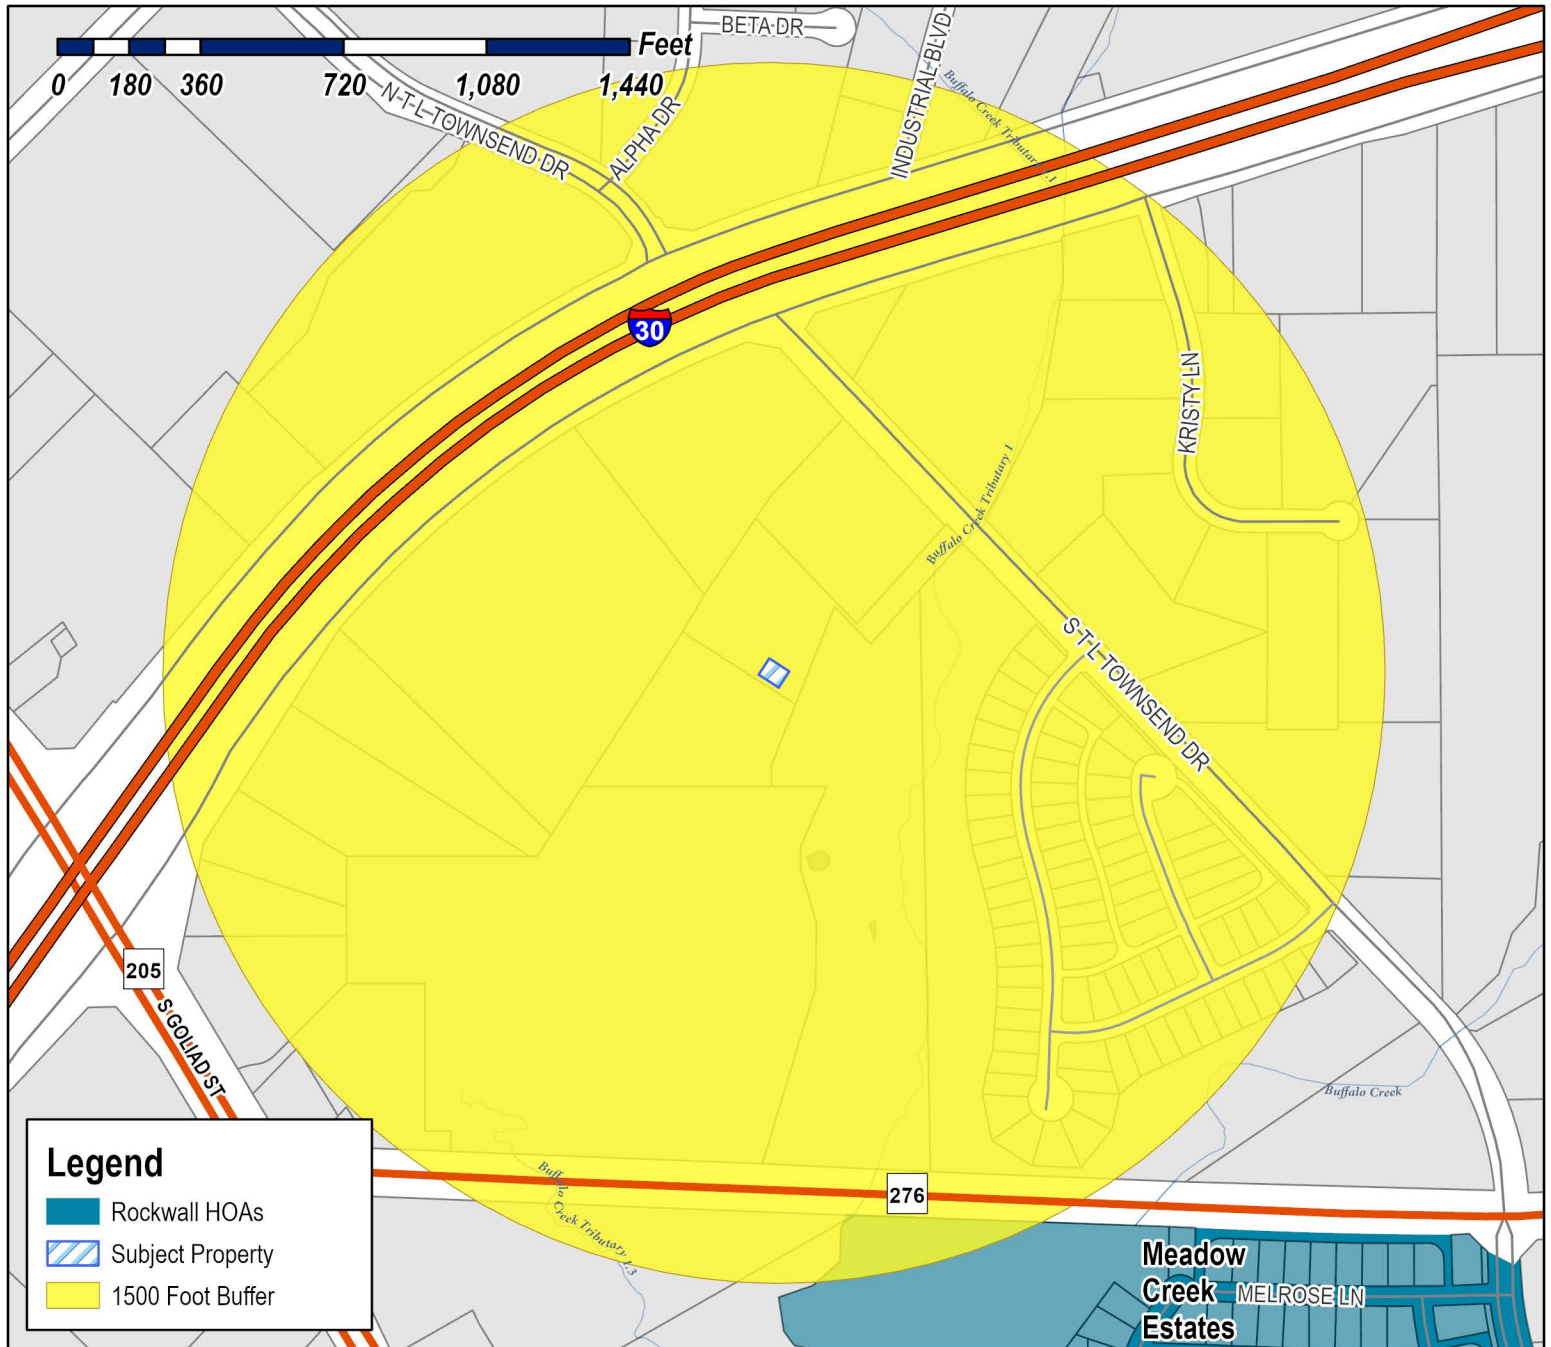 BETA DR
Feet
0 180 360 720 1,080 1,440
N T L TOWNSEND DR
ALPHA DR
INDUSTRIAL BLVD
Buffalo Creek Tributary 1.1
30
KRISTY LN
Buffalo Creek Tributary 1
S T L TOWNSEND DR
205
S GOLIAD ST
Buffalo Creek
276
Buffalo Creek Tributary 1.3
Legend
Rockwall HOAs
Subject Property
1500 Foot Buffer
Meadow
Creek
Estates
MELROSE LN